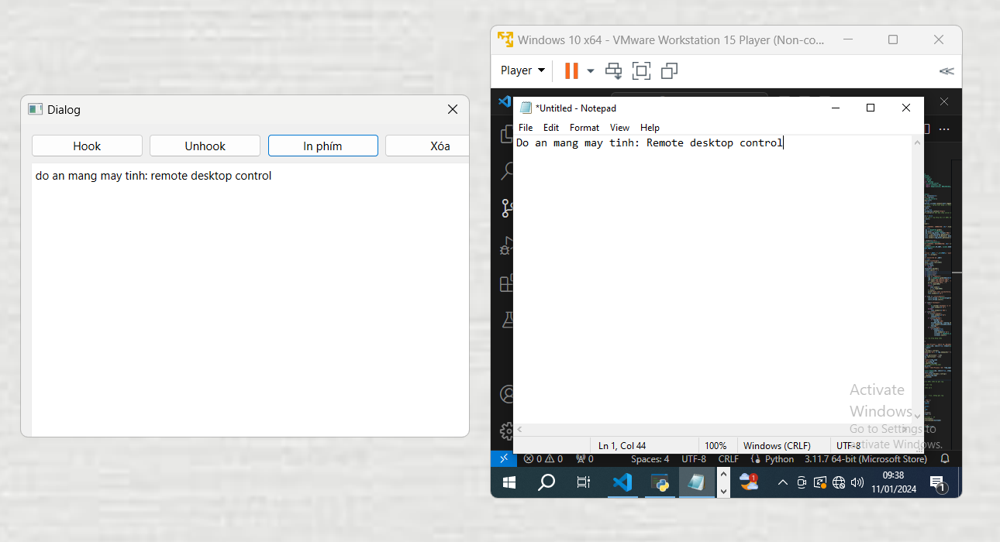 Dialog
Hook Unhook In phím Xóa
do an mang may tinh: remote desktop control
Windows 10 x64 - VMware Workstation 15 Player (Non-co...
Player
*Untitled - Notepad
File Edit Format View Help
Do an mang may tinh: Remote desktop control
Activate Windows
Go to Settings to activate Windows.
Ln 1, Col 44 100% Windows (CRLF) UTF-8
0 0 0 Spaces: 4 UTF-8 CRLF Python 3.11.7 64-bit (Microsoft Store)
1 09:38
11/01/2024 1